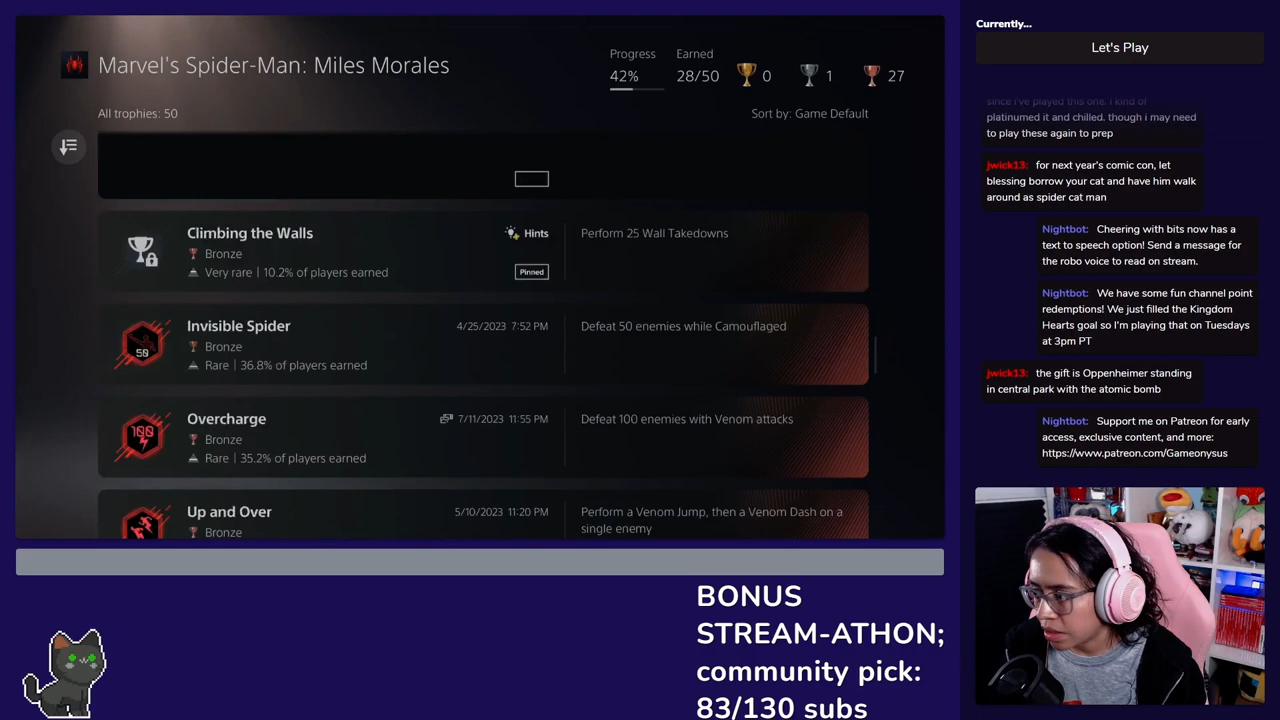 Marvel's Spider-Man: Miles Morales
Progress
42%
Earned
28/50
0
1
27
All trophies: 50
Sort by: Game Default
Climbing the Walls
Bronze
Very rare | 10.2% of players earned
Hints
Pinned
Perform 25 Wall Takedowns
50
Invisible Spider
Bronze
Rare | 36.8% of players earned
4/25/2023 7:52 PM
Defeat 50 enemies while Camouflaged
100
Overcharge
Bronze
Rare | 35.2% of players earned
7/11/2023 11:55 PM
Defeat 100 enemies with Venom attacks
Up and Over
Bronze
5/10/2023 11:20 PM
Perform a Venom Jump, then a Venom Dash on a
single enemy
BONUS
STREAM-ATHON;
community pick:
83/130 subs
Currently...
Let's Play
since i've played this one. i kind of
platinumed it and chilled. though i may need
to play these again to prep
jwick13: for next year's comic con, let
blessing borrow your cat and have him walk
around as spider cat man
Nightbot: Cheering with bits now has a
text to speech option! Send a message for
the robo voice to read on stream.
Nightbot: We have some fun channel point
redemptions! We just filled the Kingdom
Hearts goal so I'm playing that on Tuesdays
at 3pm PT
jwick13: the gift is Oppenheimer standing
in central park with the atomic bomb
Nightbot: Support me on Patreon for early
access, exclusive content, and more:
https://www.patreon.com/Gameonysus